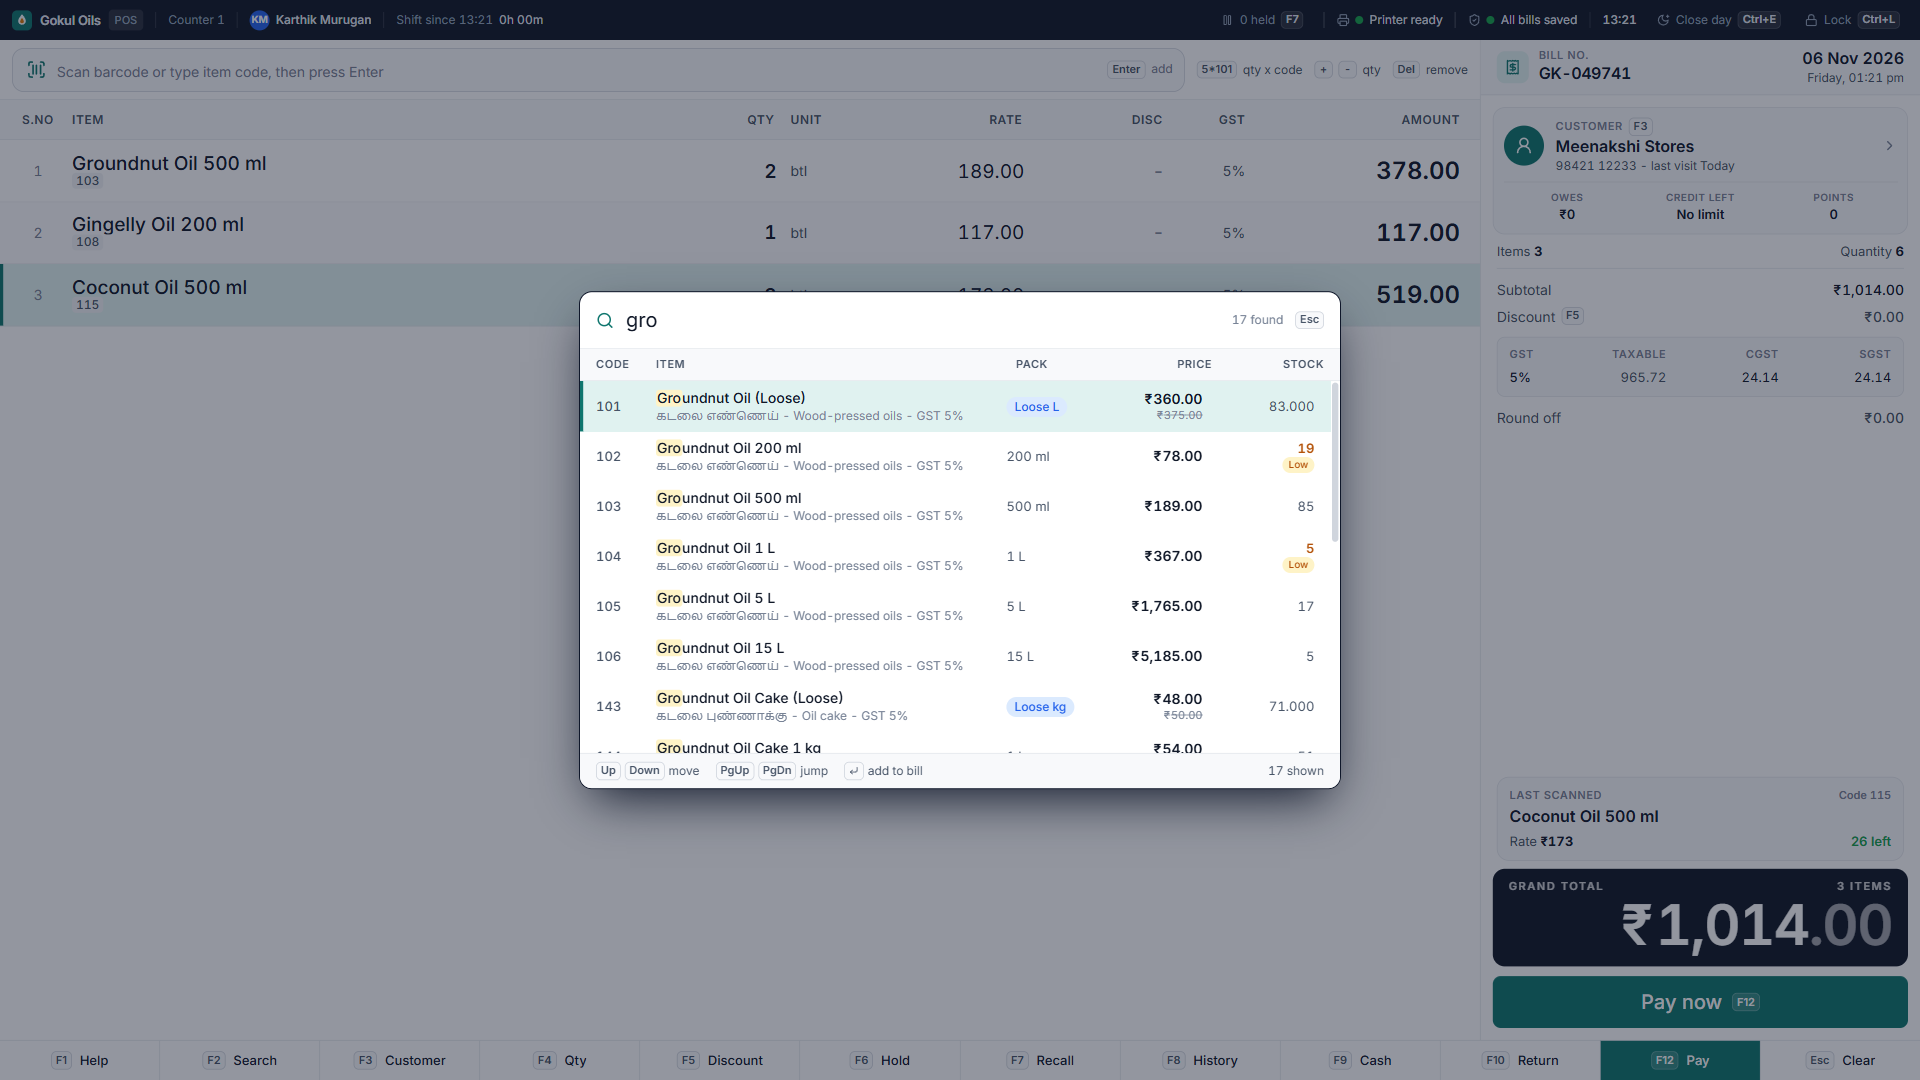 Gokul Oils POS Counter 1 KM Karthik Murugan Shift since 13:21 0h 00m 0 held F7 Printer ready All bills saved 13:21 Close day Ctrl+E Lock Ctrl+L
Scan barcode or type item code, then press Enter Enter add 5*101 qty x code + - qty Del remove
S.NO ITEM QTY UNIT RATE DISC GST AMOUNT
1 Groundnut Oil 500 ml 2 btl 189.00 – 5% 378.00
103
2 Gingelly Oil 200 ml 1 btl 117.00 – 5% 117.00
108
3 Coconut Oil 500 ml 519.00
115
gro 17 found Esc
CODE ITEM PACK PRICE STOCK
101 Groundnut Oil (Loose) Loose L ₹360.00 83.000
கடலை எண்ணெய் - Wood-pressed oils - GST 5% ₹375.00
102 Groundnut Oil 200 ml 200 ml ₹78.00 19
கடலை எண்ணெய் - Wood-pressed oils - GST 5% Low
103 Groundnut Oil 500 ml 500 ml ₹189.00 85
கடலை எண்ணெய் - Wood-pressed oils - GST 5%
104 Groundnut Oil 1 L 1 L ₹367.00 5
கடலை எண்ணெய் - Wood-pressed oils - GST 5% Low
105 Groundnut Oil 5 L 5 L ₹1,765.00 17
கடலை எண்ணெய் - Wood-pressed oils - GST 5%
106 Groundnut Oil 15 L 15 L ₹5,185.00 5
கடலை எண்ணெய் - Wood-pressed oils - GST 5%
143 Groundnut Oil Cake (Loose) Loose kg ₹48.00 71.000
கடலை புண்ணாக்கு - Oil cake - GST 5% ₹50.00
Groundnut Oil Cake 1 kg ₹54.00
Up Down move PgUp PgDn jump ↵ add to bill 17 shown
BILL NO.
GK-049741
06 Nov 2026
Friday, 01:21 pm
CUSTOMER F3
Meenakshi Stores
98421 12233 - last visit Today
OWES CREDIT LEFT POINTS
₹0 No limit 0
Items 3 Quantity 6
Subtotal ₹1,014.00
Discount F5 ₹0.00
GST TAXABLE CGST SGST
5% 965.72 24.14 24.14
Round off ₹0.00
LAST SCANNED Code 115
Coconut Oil 500 ml
Rate ₹173 26 left
GRAND TOTAL 3 ITEMS
₹1,014.00
Pay now F12
F1 Help F2 Search F3 Customer F4 Qty F5 Discount F6 Hold F7 Recall F8 History F9 Cash F10 Return F12 Pay Esc Clear